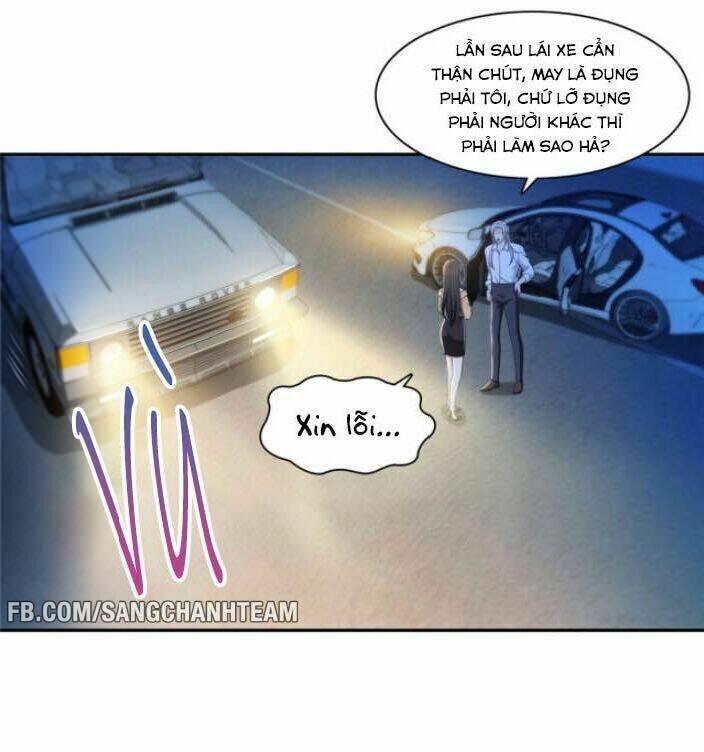 LẦN SAU LÁI XE CẨN
THẬN CHÚT, MAY LÀ ĐỤNG
PHẢI TÔI, CHỨ LỠ ĐỤNG
PHẢI NGƯỜI KHÁC THÌ
PHẢI LÀM SAO HẢ?
Xin lỗi...
VÙ
FB.COM/SANGCHANHTEAM